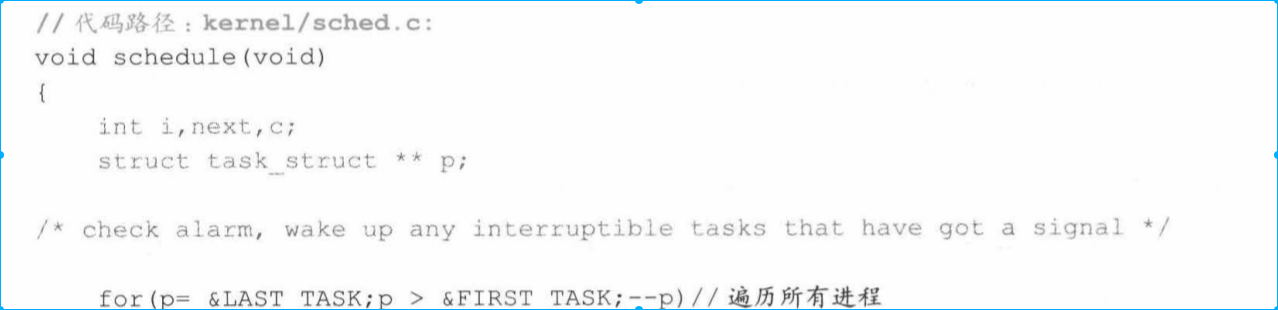 // 代码路径：kernel/sched.c:
void schedule(void)
{
    int i,next,c;
    struct task_struct ** p;
/* check alarm, wake up any interruptible tasks that have got a signal */
    for(p= &LAST_TASK;p > &FIRST_TASK;--p)//遍历所有进程